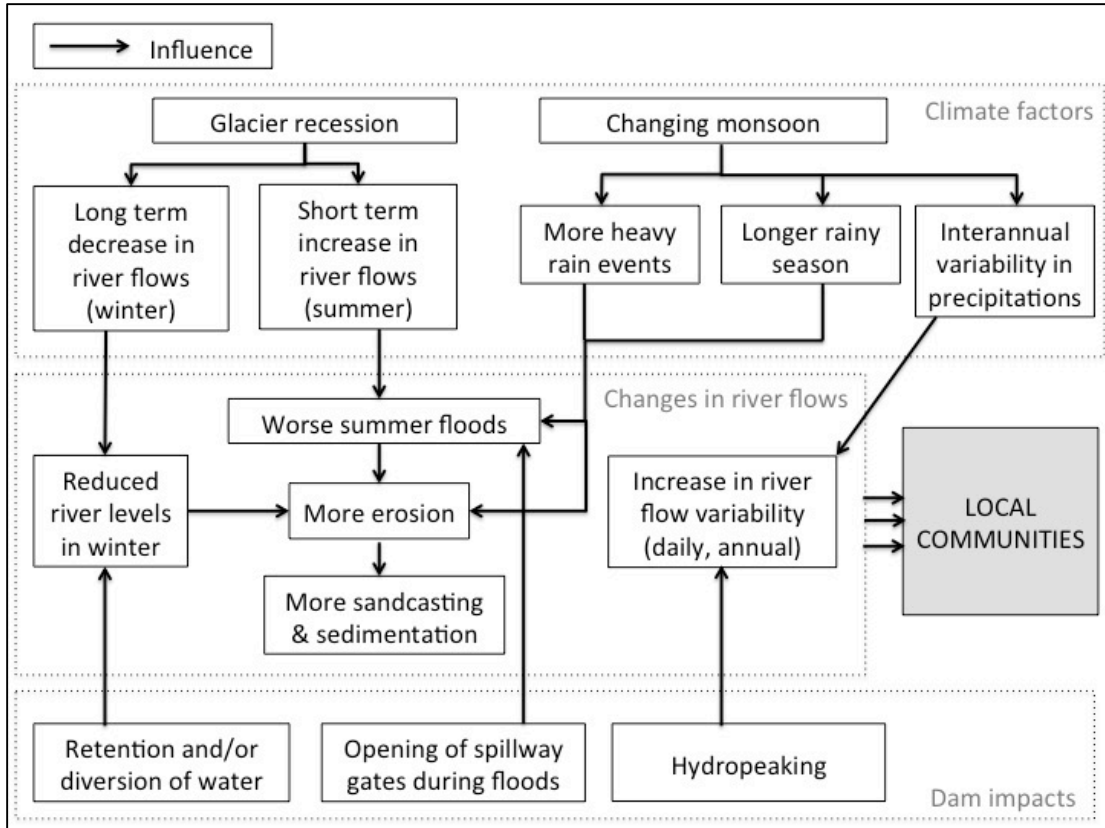 Influence
Climate factors
Glacier recession
Changing monsoon
Long term
decrease in
river flows
(winter)
Short term
increase in
river flows
(summer)
More heavy
rain events
Longer rainy
season
Interannual
variability in
precipitations
Changes in river flows
Worse summer floods
Reduced
river levels
in winter
More erosion
Increase in river
flow variability
(daily, annual)
LOCAL
COMMUNITIES
More sandcasting
& sedimentation
Retention and/or
diversion of water
Opening of spillway
gates during floods
Hydropeaking
Dam impacts